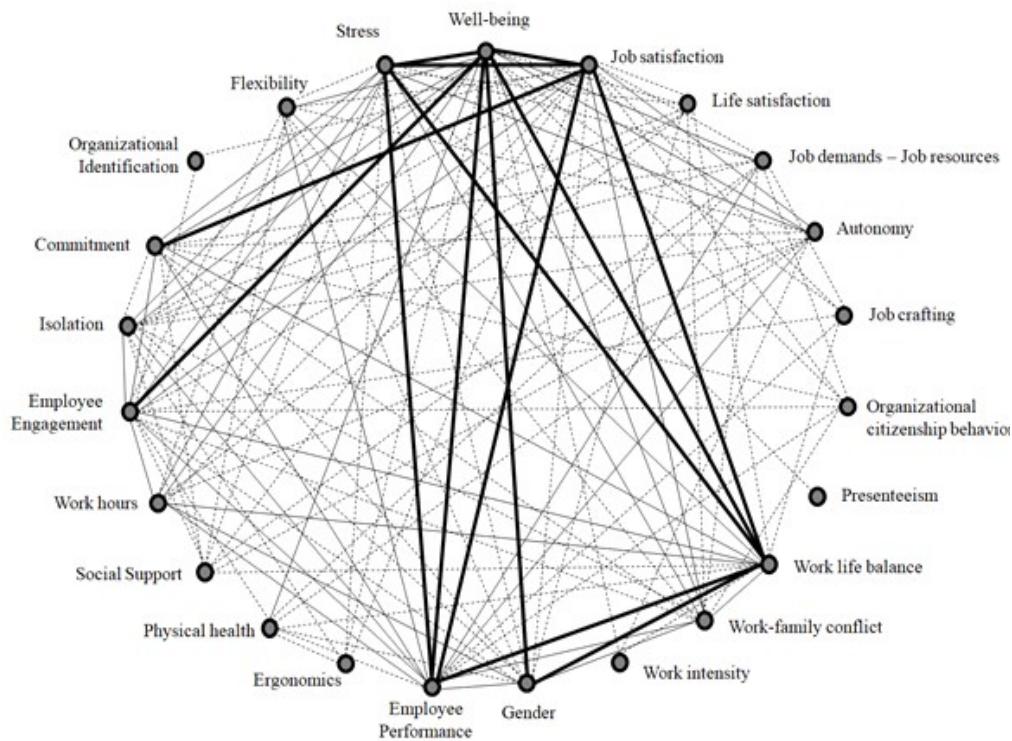 Well-being
Stress
Job satisfaction
Flexibility
Life satisfaction
Organizational
Identification
Job demands – Job resources
Commitment
Autonomy
Isolation
Job crafting
Employee
Engagement
Organizational
citizenship behavior
Work hours
Presenteeism
Social Support
Work life balance
Physical health
Work-family conflict
Ergonomics
Work intensity
Employee
Performance
Gender